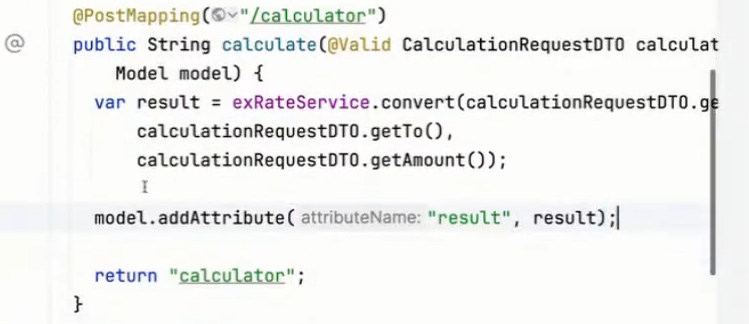 @PostMapping("/calculator")
public String calculate(@Valid CalculationRequestDTO calculat
Model model) {
var result = exRateService.convert(calculationRequestDTO.ge
calculationRequestDTO.getTo(),
calculationRequestDTO.getAmount());
model.addAttribute( attributeName: "result", result);
return "calculator";
}